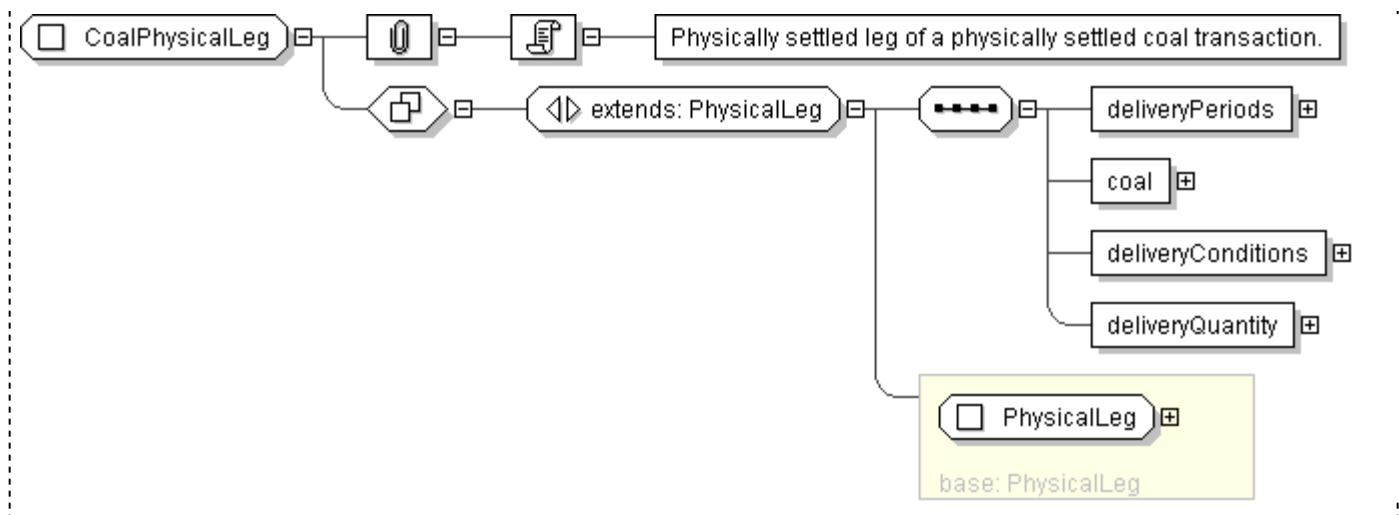 CoalPhysicalLeg
Physically settled leg of a physically settled coal transaction.
extends: PhysicalLeg
deliveryPeriods
coal
deliveryConditions
deliveryQuantity
PhysicalLeg
base: PhysicalLeg